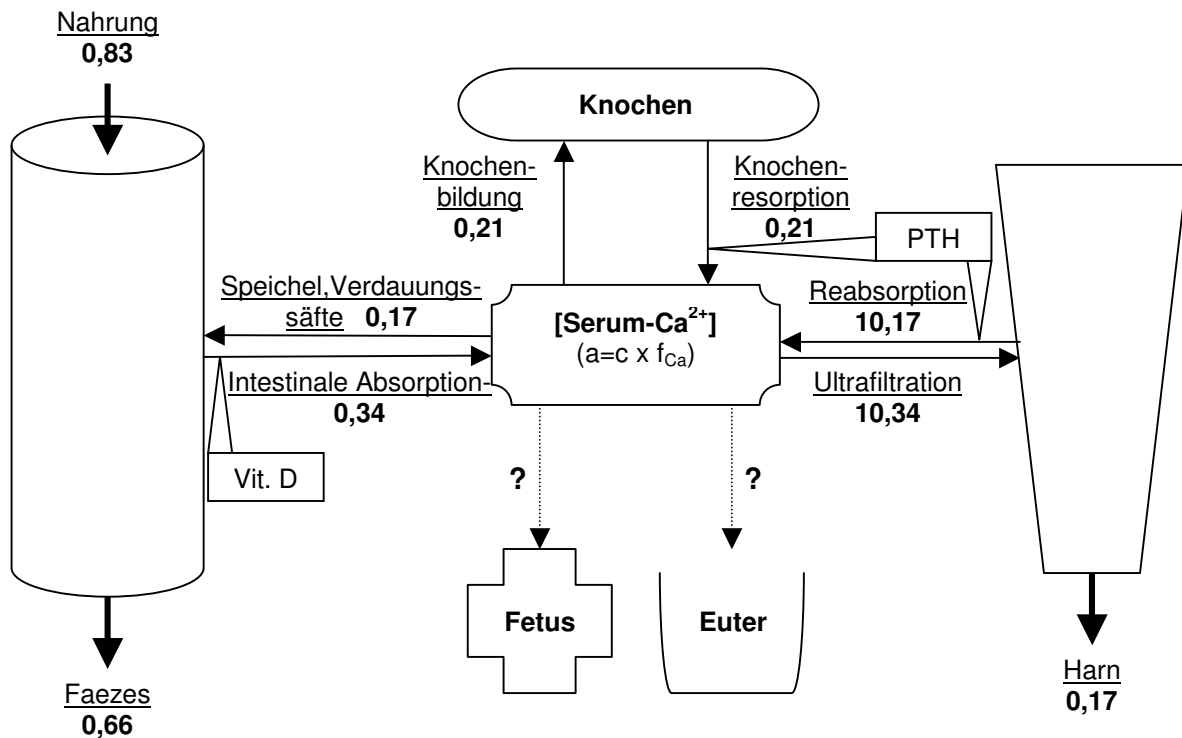 Nahrung
0,83
Knochen
Knochen-
bildung
0,21
Knochen-
resorption
0,21
PTH
Speichel,Verdauungs-
säfte 0,17
[Serum-Ca²⁺]
(a=c x fCa)
Reabsorption
10,17
Intestinale Absorption-
0,34
Ultrafiltration
10,34
Vit. D
?
?
Fetus
Euter
Faezes
0,66
Harn
0,17